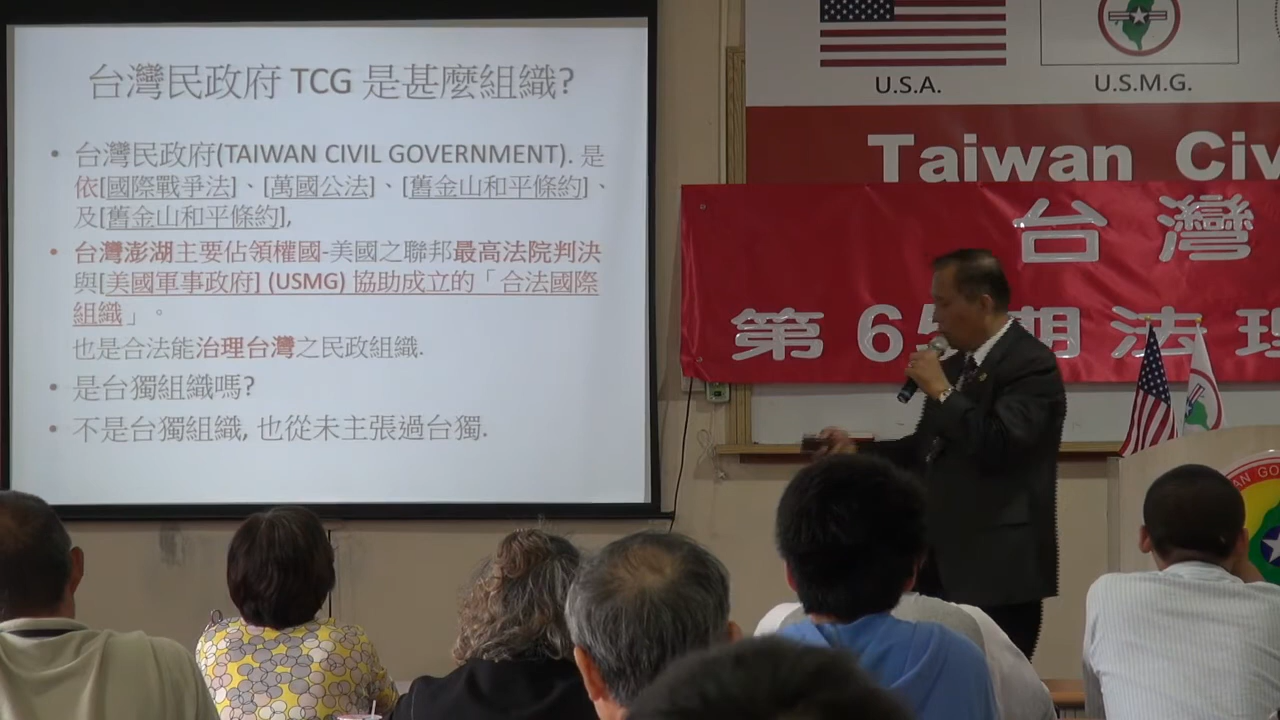 台灣民政府 TCG 是甚麼組織?
• 台灣民政府(TAIWAN CIVIL GOVERNMENT). 是
依[國際戰爭法]、[萬國公法]、[舊金山和平條約]、
及[舊金山和平條約],
• 台灣澎湖主要佔領權國-美國之聯邦最高法院判決
與[美國軍事政府] (USMG) 協助成立的「合法國際
組織」。
也是合法能治理台灣之民政組織.
• 是台獨組織嗎?
• 不是台獨組織, 也從未主張過台獨.
U.S.A.
U.S.M.G.
Taiwan Civ
台灣
第65期法理